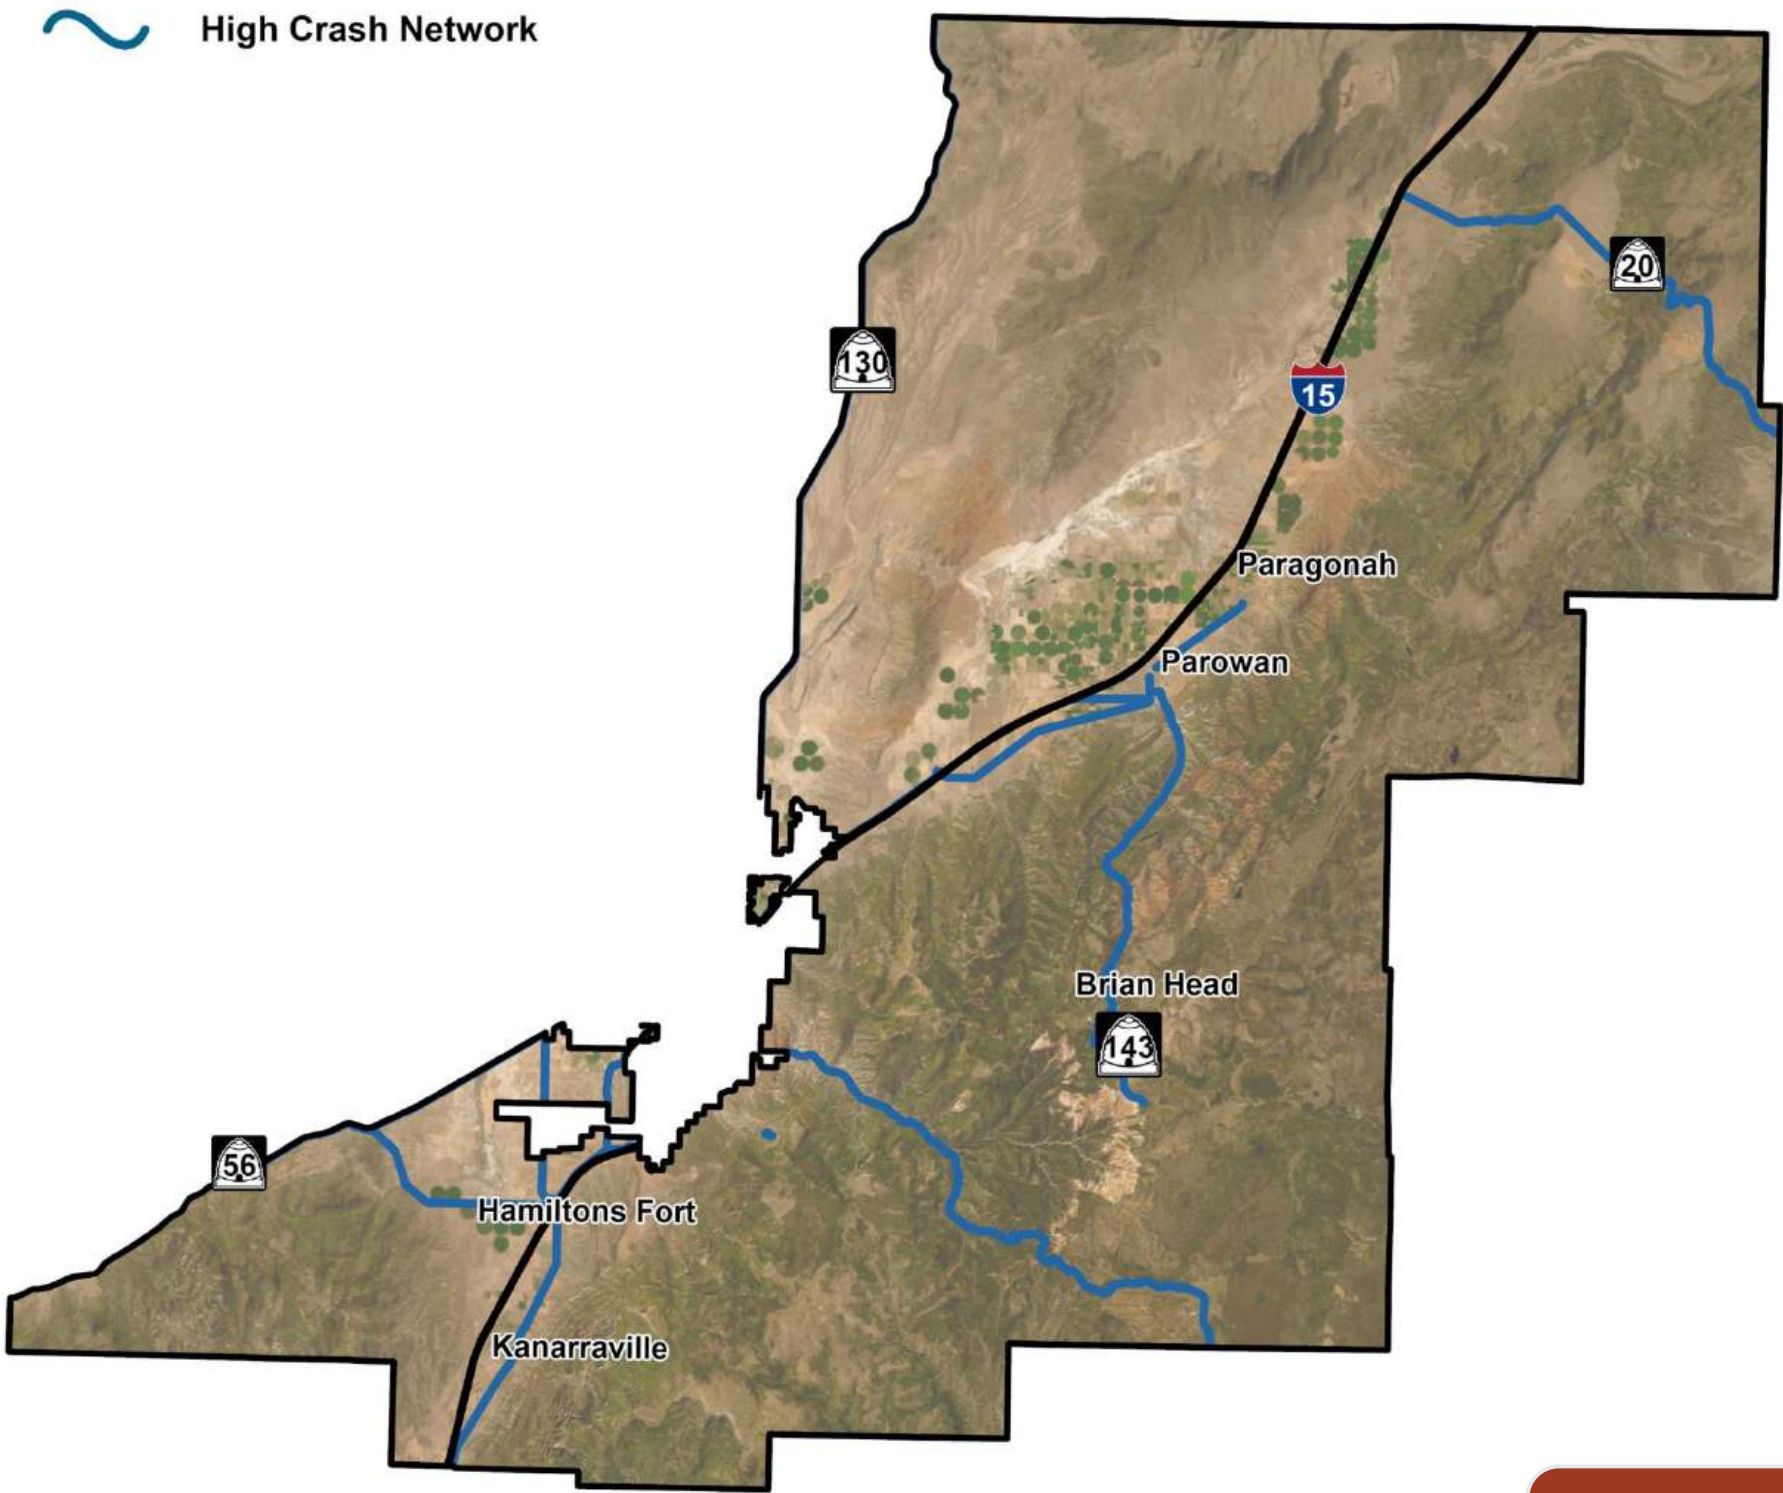 High Crash Network
20
130
15
Paragonah
Parowan
Brian Head
143
56
Hamiltons Fort
Kanarraville